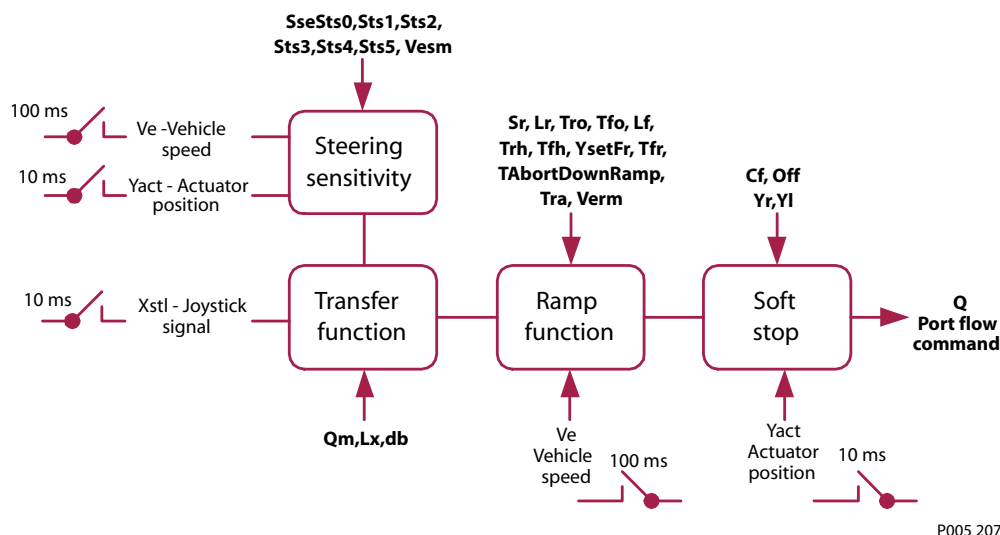 SseSts0,Sts1,Sts2,
Sts3,Sts4,Sts5, Vesm
100 ms
Ve -Vehicle
speed
10 ms
Yact - Actuator
position
Steering
sensitivity
Sr, Lr, Tro, Tfo, Lf,
Trh, Tfh, YsetFr, Tfr,
TAbortDownRamp,
Tra, Verm
Cf, Off
Yr,Yl
10 ms
Xstl - Joystick
signal
Transfer
function
Ramp
function
Soft
stop
Q
Port flow
command
Qm,Lx,db
Ve
Vehicle
speed
100 ms
Yact
Actuator
position
10 ms
P005 207